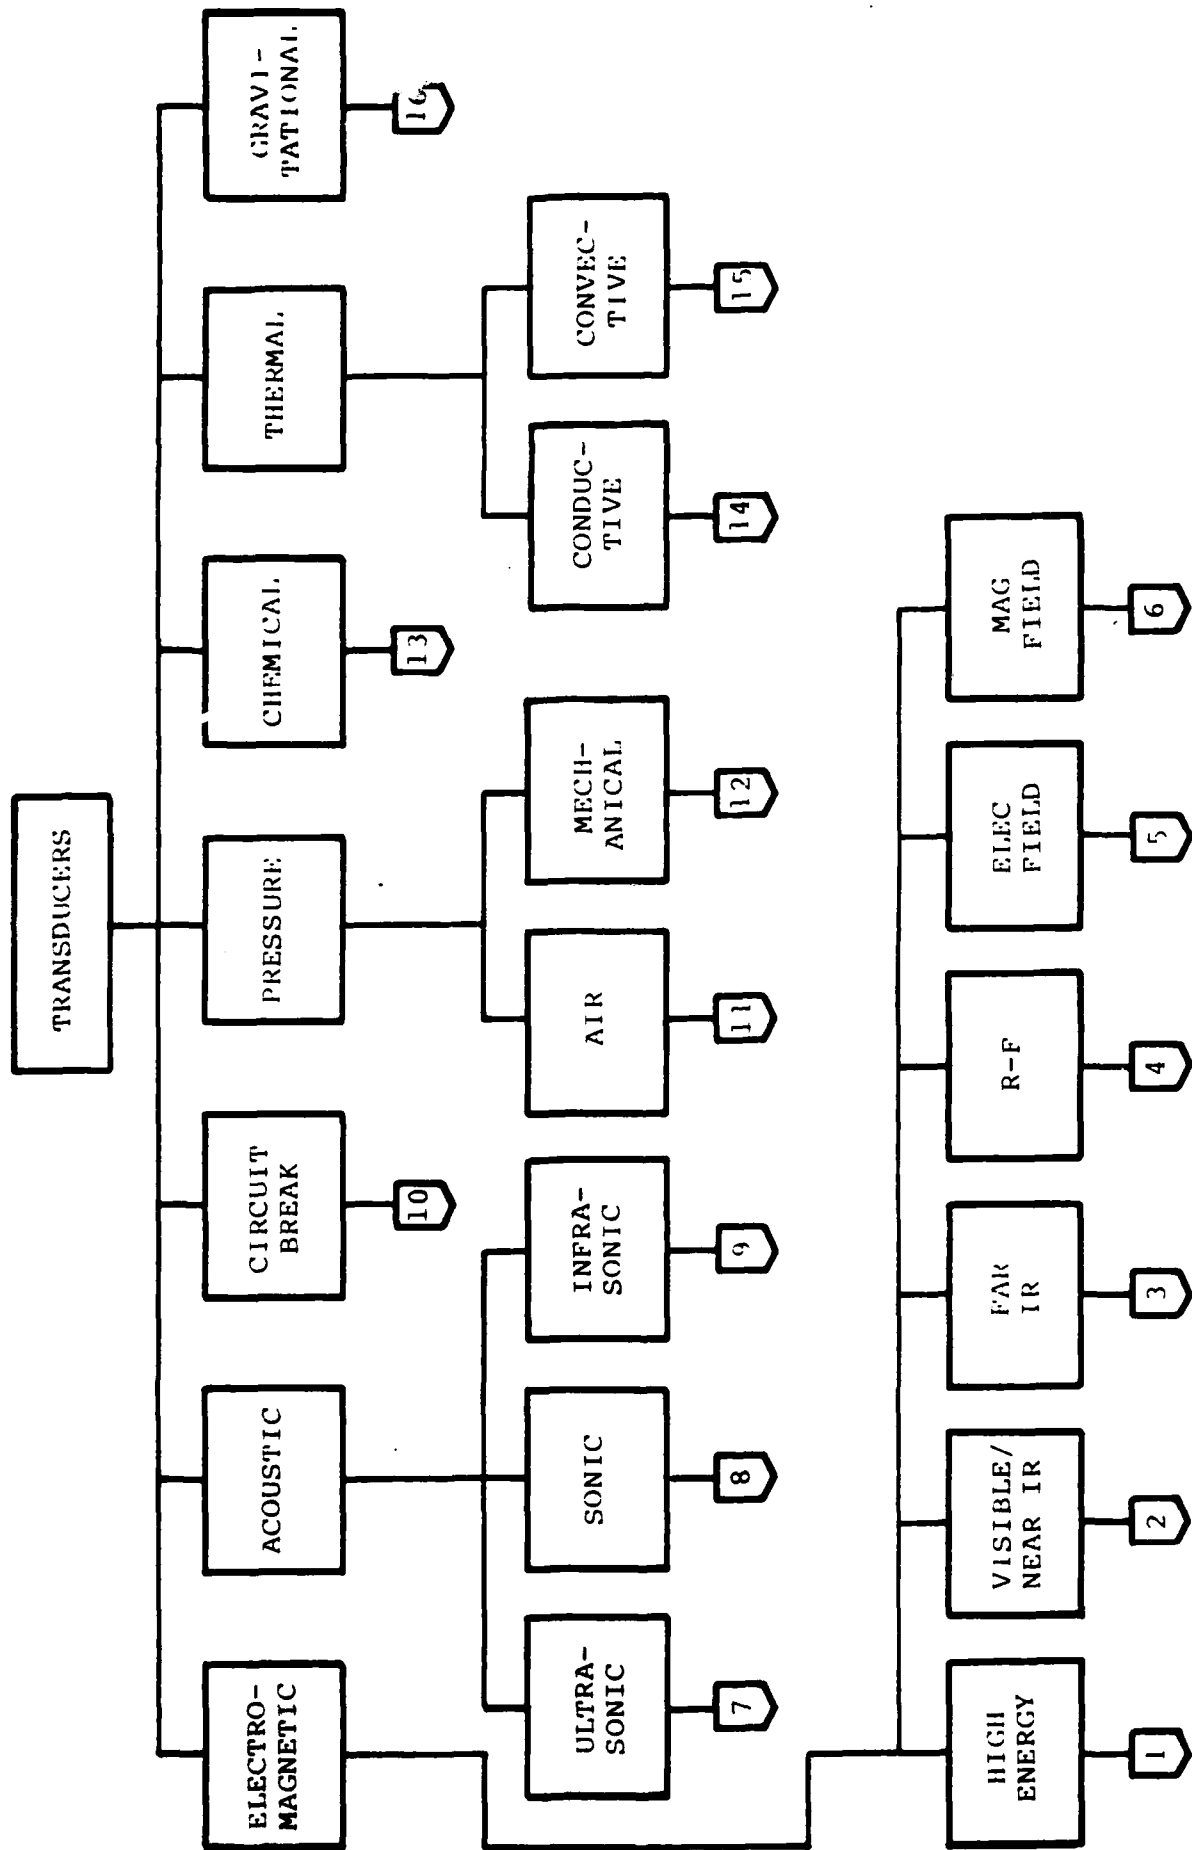 TRANSDUCERS
ELECTRO-
MAGNETIC
ACOUSTIC
CIRCUIT
BREAK
PRESSURE
CHEMICAL
THERMAL
GRAVI-
TATIONAL
10
13
16
ULTRA-
SONIC
SONIC
INFRA-
SONIC
AIR
MECH-
ANICAL
CONDUC-
TIVE
CONVEC-
TIVE
7
8
9
11
12
14
15
HIGH
ENERGY
VISIBLE/
NEAR IR
FAR
IR
R-F
ELEC
FIELD
MAG
FIELD
1
2
3
4
5
6